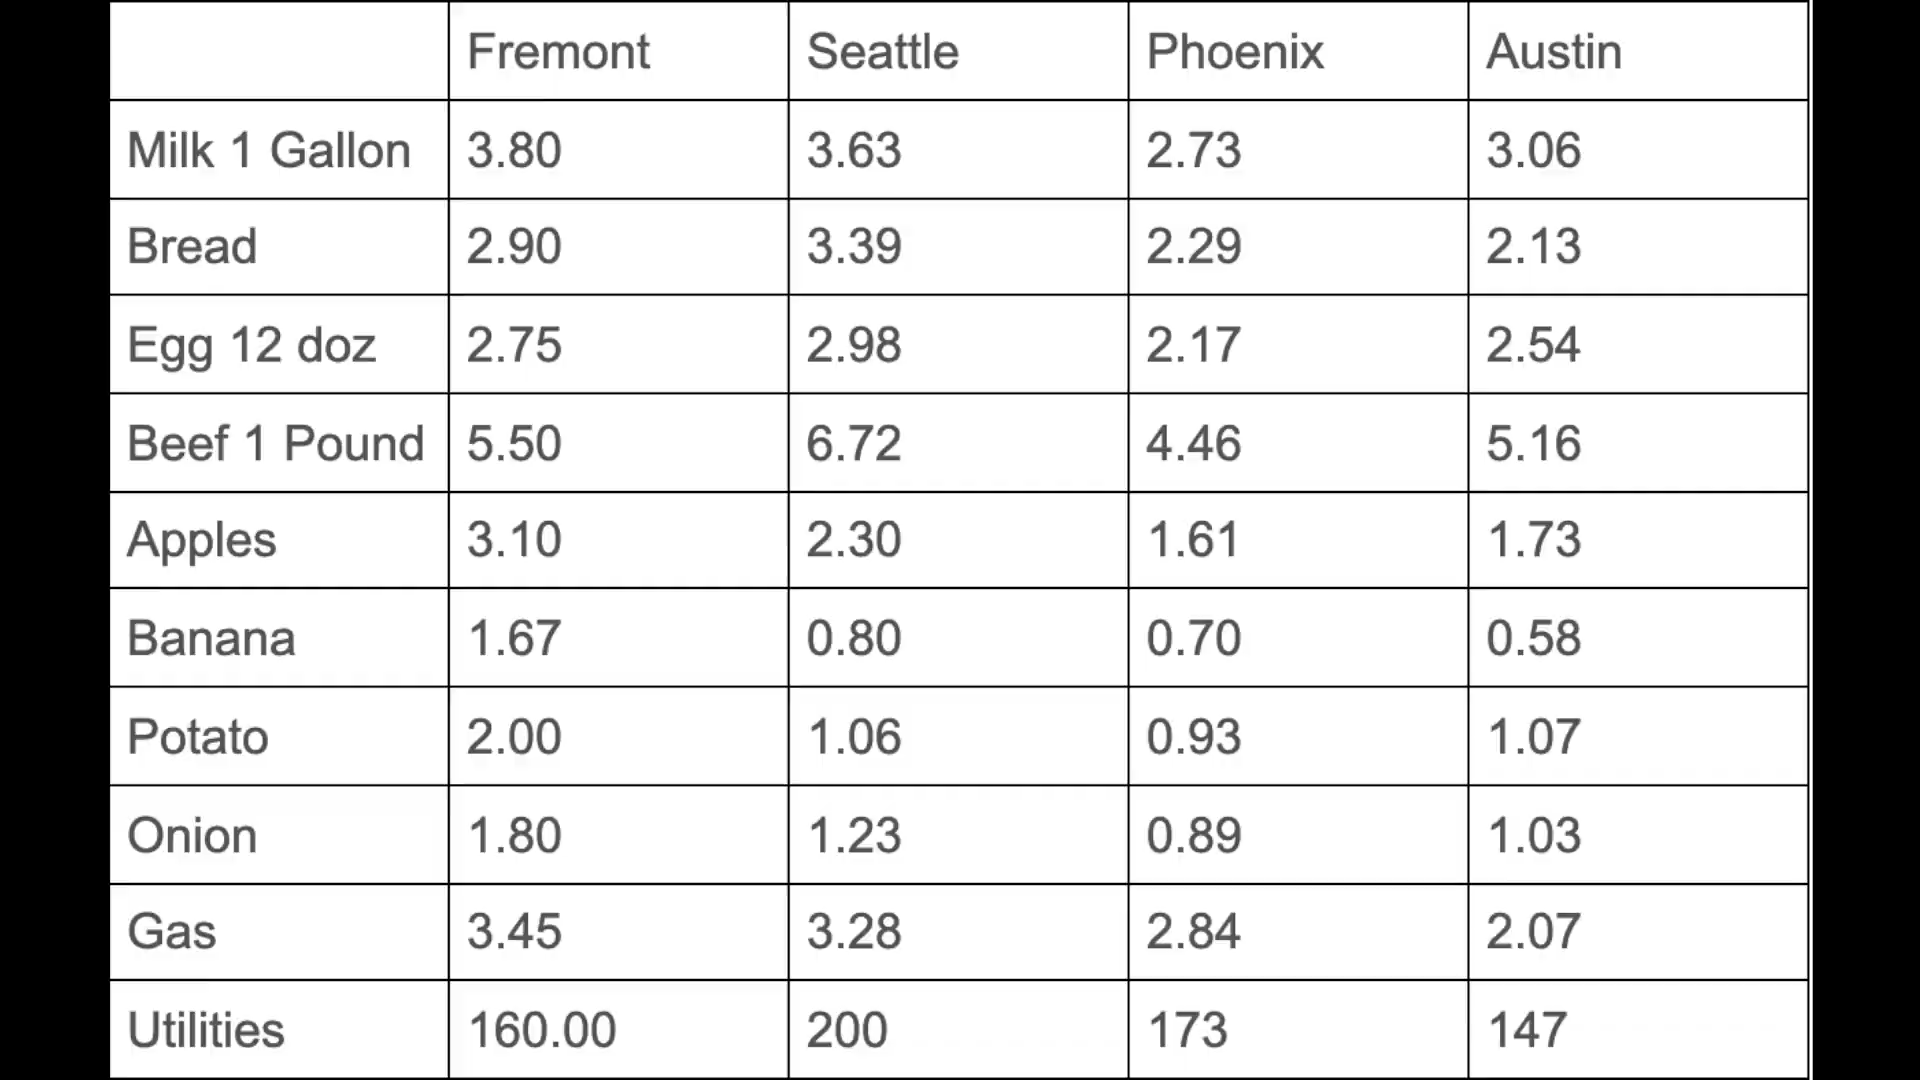 Fremont Seattle Phoenix Austin
Milk 1 Gallon 3.80 3.63 2.73 3.06
Bread 2.90 3.39 2.29 2.13
Egg 12 doz 2.75 2.98 2.17 2.54
Beef 1 Pound 5.50 6.72 4.46 5.16
Apples 3.10 2.30 1.61 1.73
Banana 1.67 0.80 0.70 0.58
Potato 2.00 1.06 0.93 1.07
Onion 1.80 1.23 0.89 1.03
Gas 3.45 3.28 2.84 2.07
Utilities 160.00 200 173 147